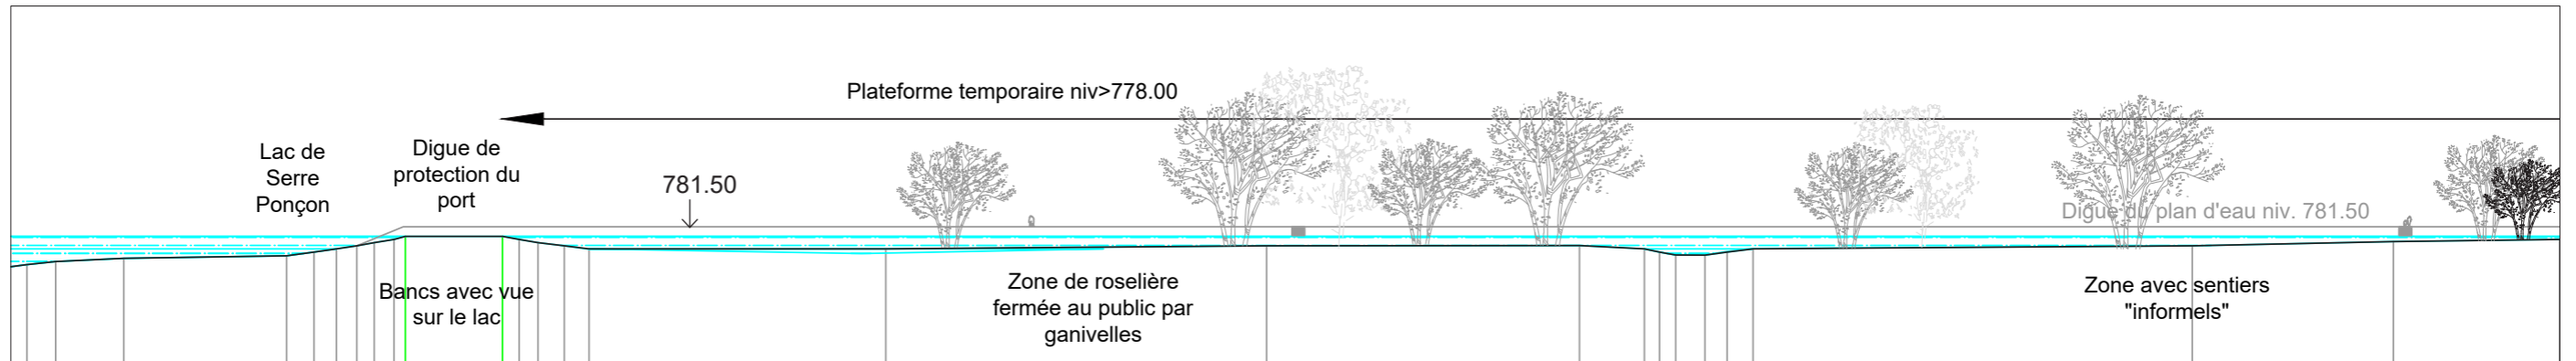 Plateforme temporaire niv>778.00
Lac de
Serre
Ponçon
Digue de
protection du
port
781.50
Digue du plan d'eau niv. 781.50
Bancs avec vue
sur le lac
Zone de roselière
fermée au public par
ganivelles
Zone avec sentiers
"informels"